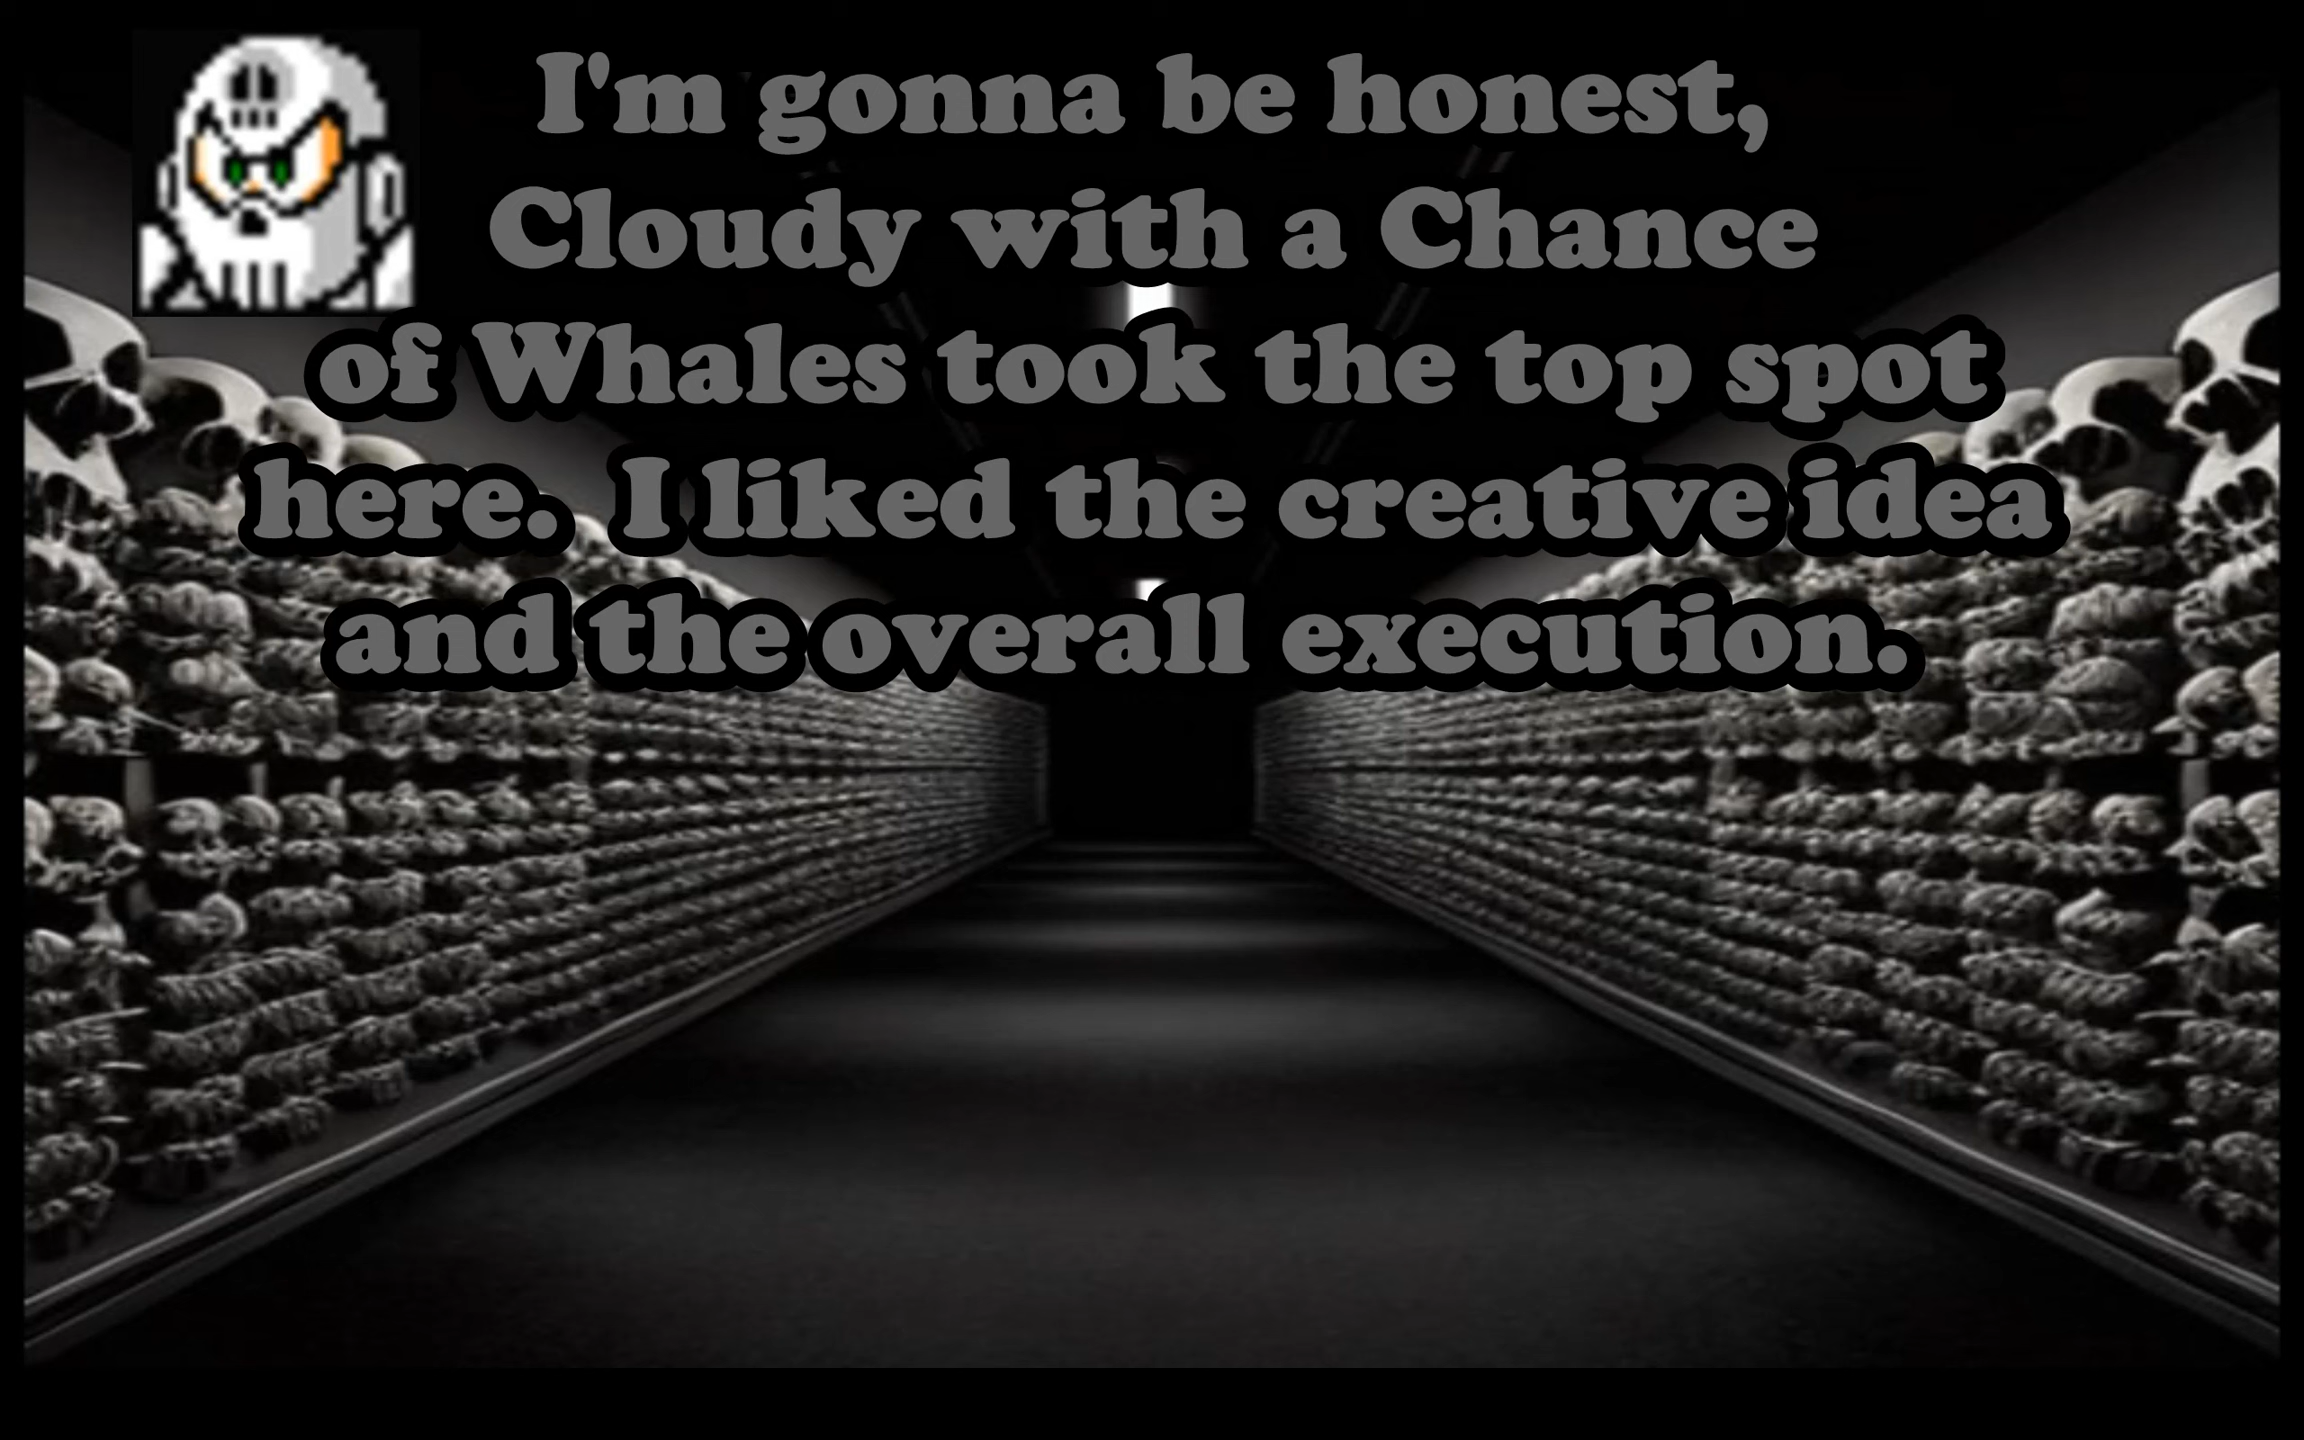 I'm gonna be honest,
Cloudy with a Chance
of Whales took the top spot
here.  I liked the creative idea
and the overall execution.